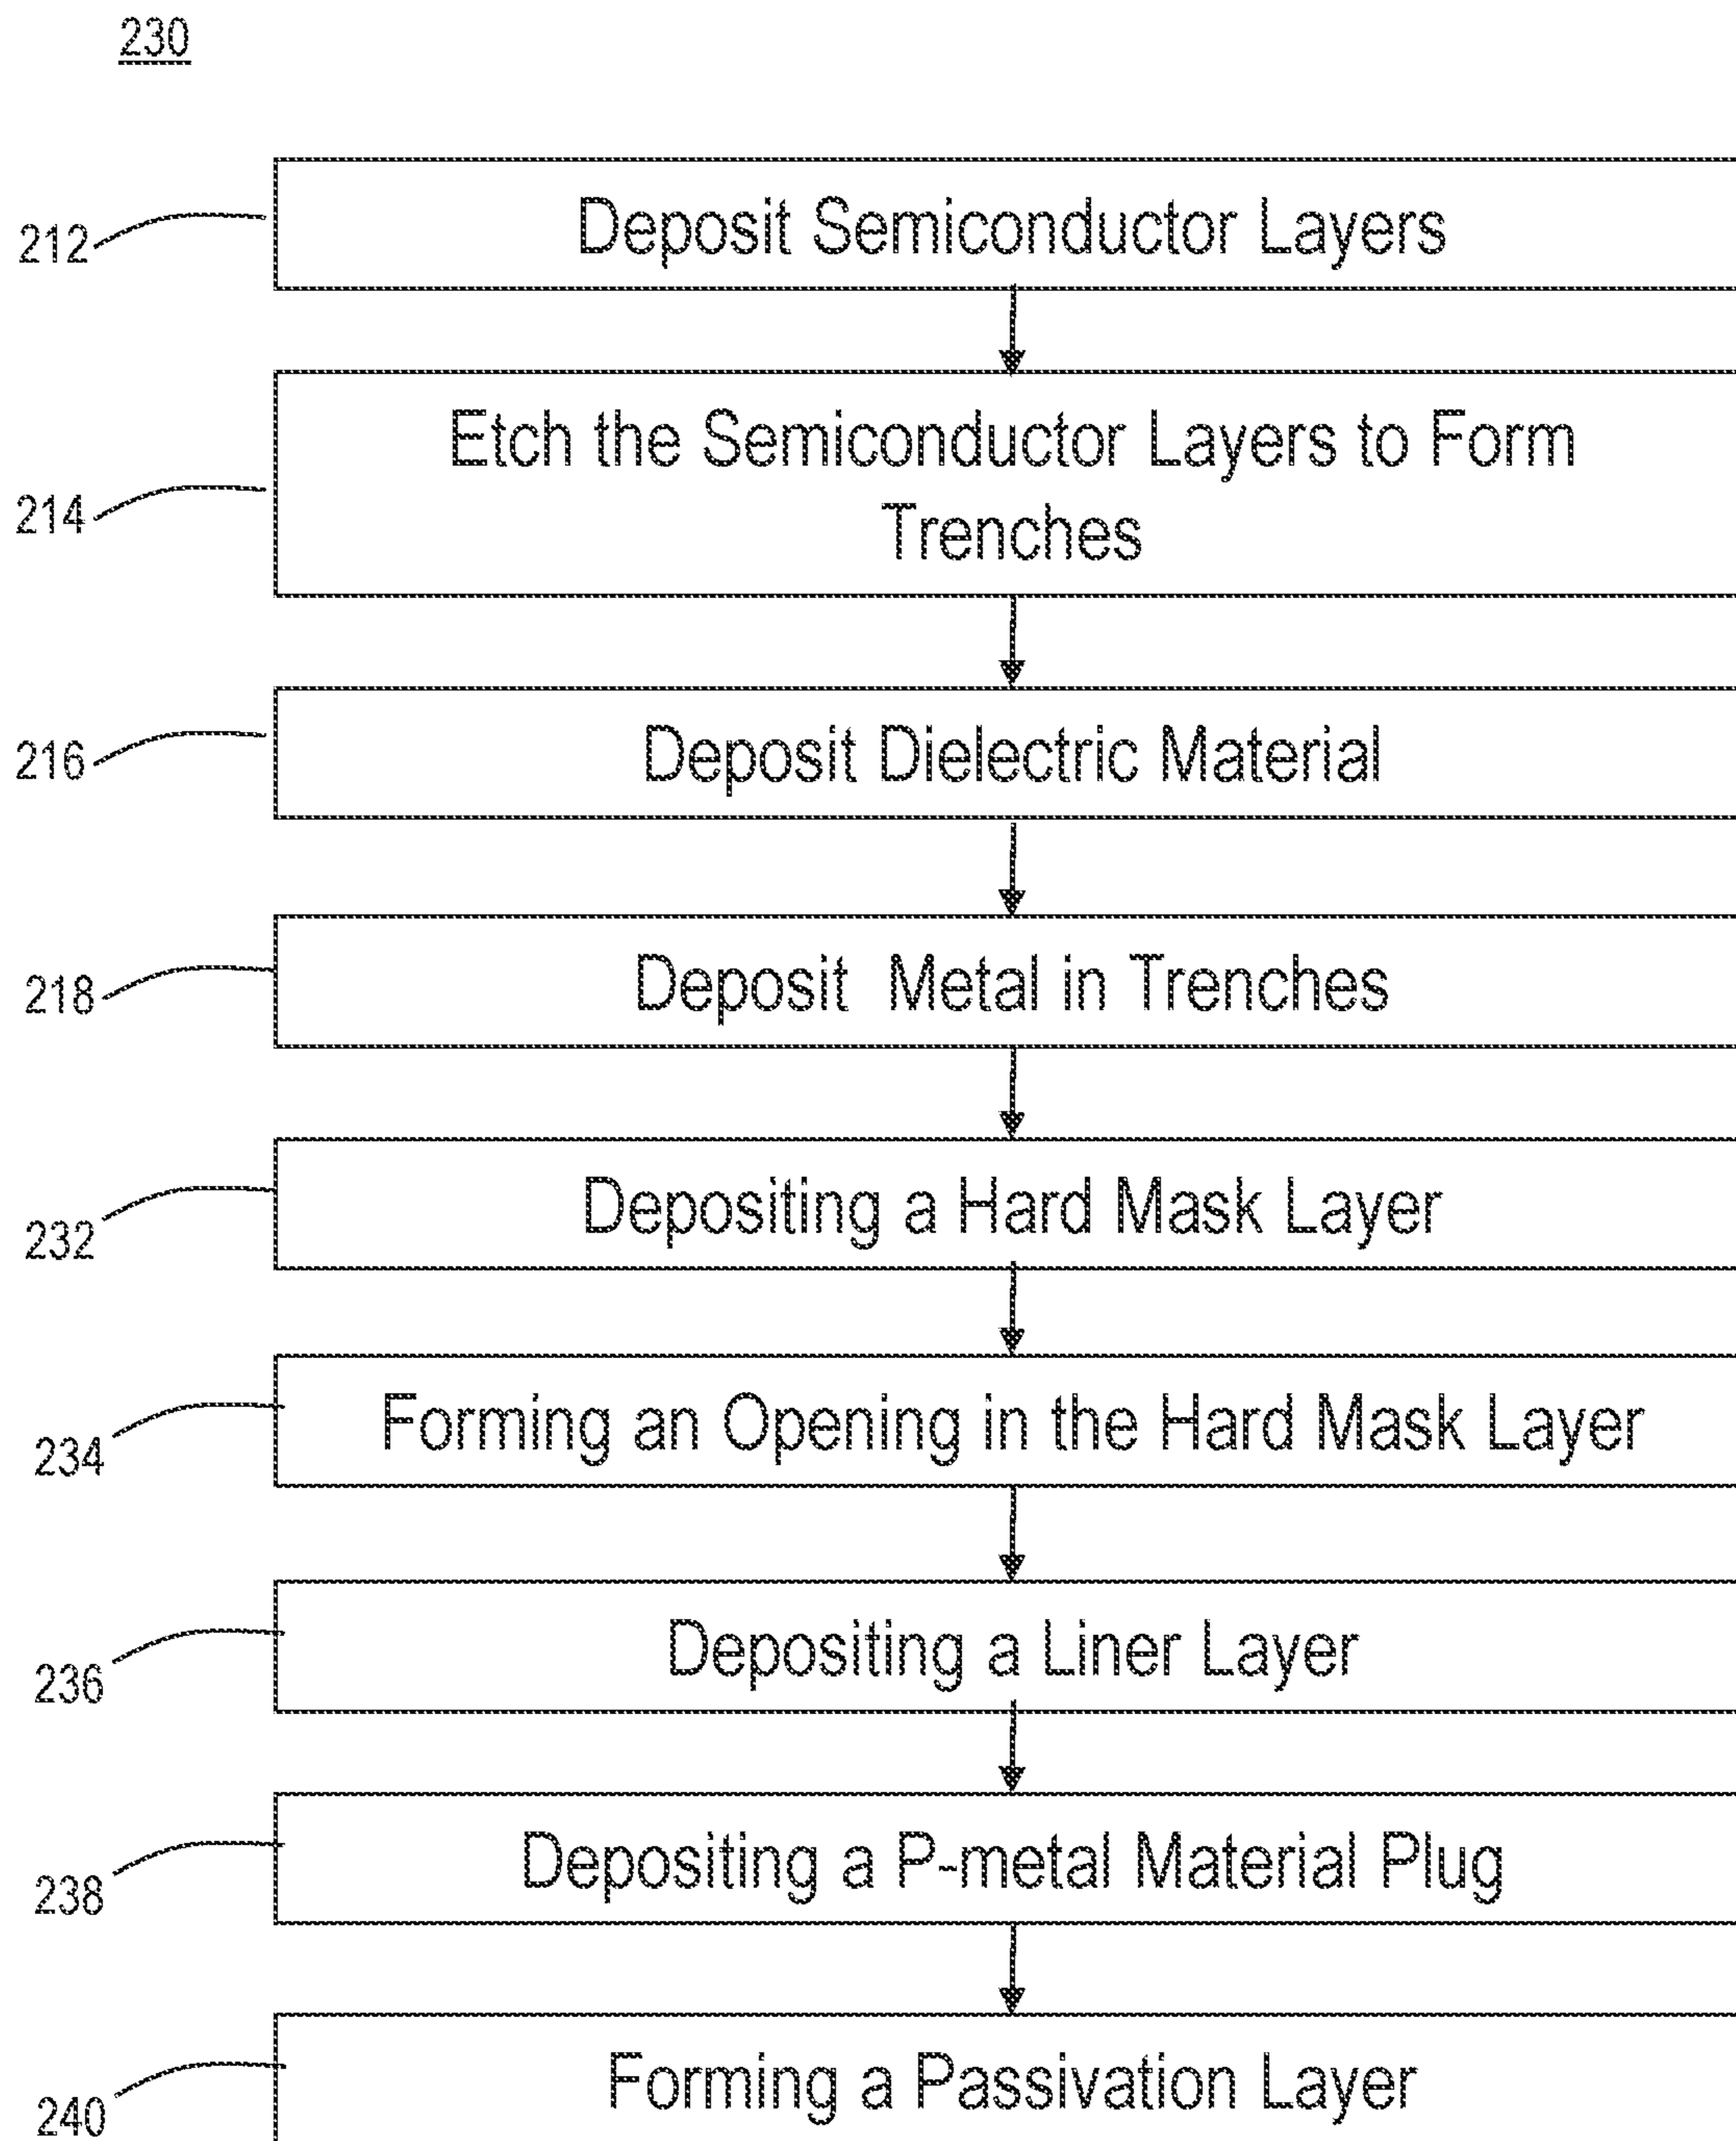 230
212
Deposit Semiconductor Layers
214
Etch the Semiconductor Layers to Form
Trenches
216
Deposit Dielectric Material
218
Deposit Metal in Trenches
232
Depositing a Hard Mask Layer
234
Forming an Opening in the Hard Mask Layer
236
Depositing a Liner Layer
238
Depositing a P-metal Material Plug
240
Forming a Passivation Layer